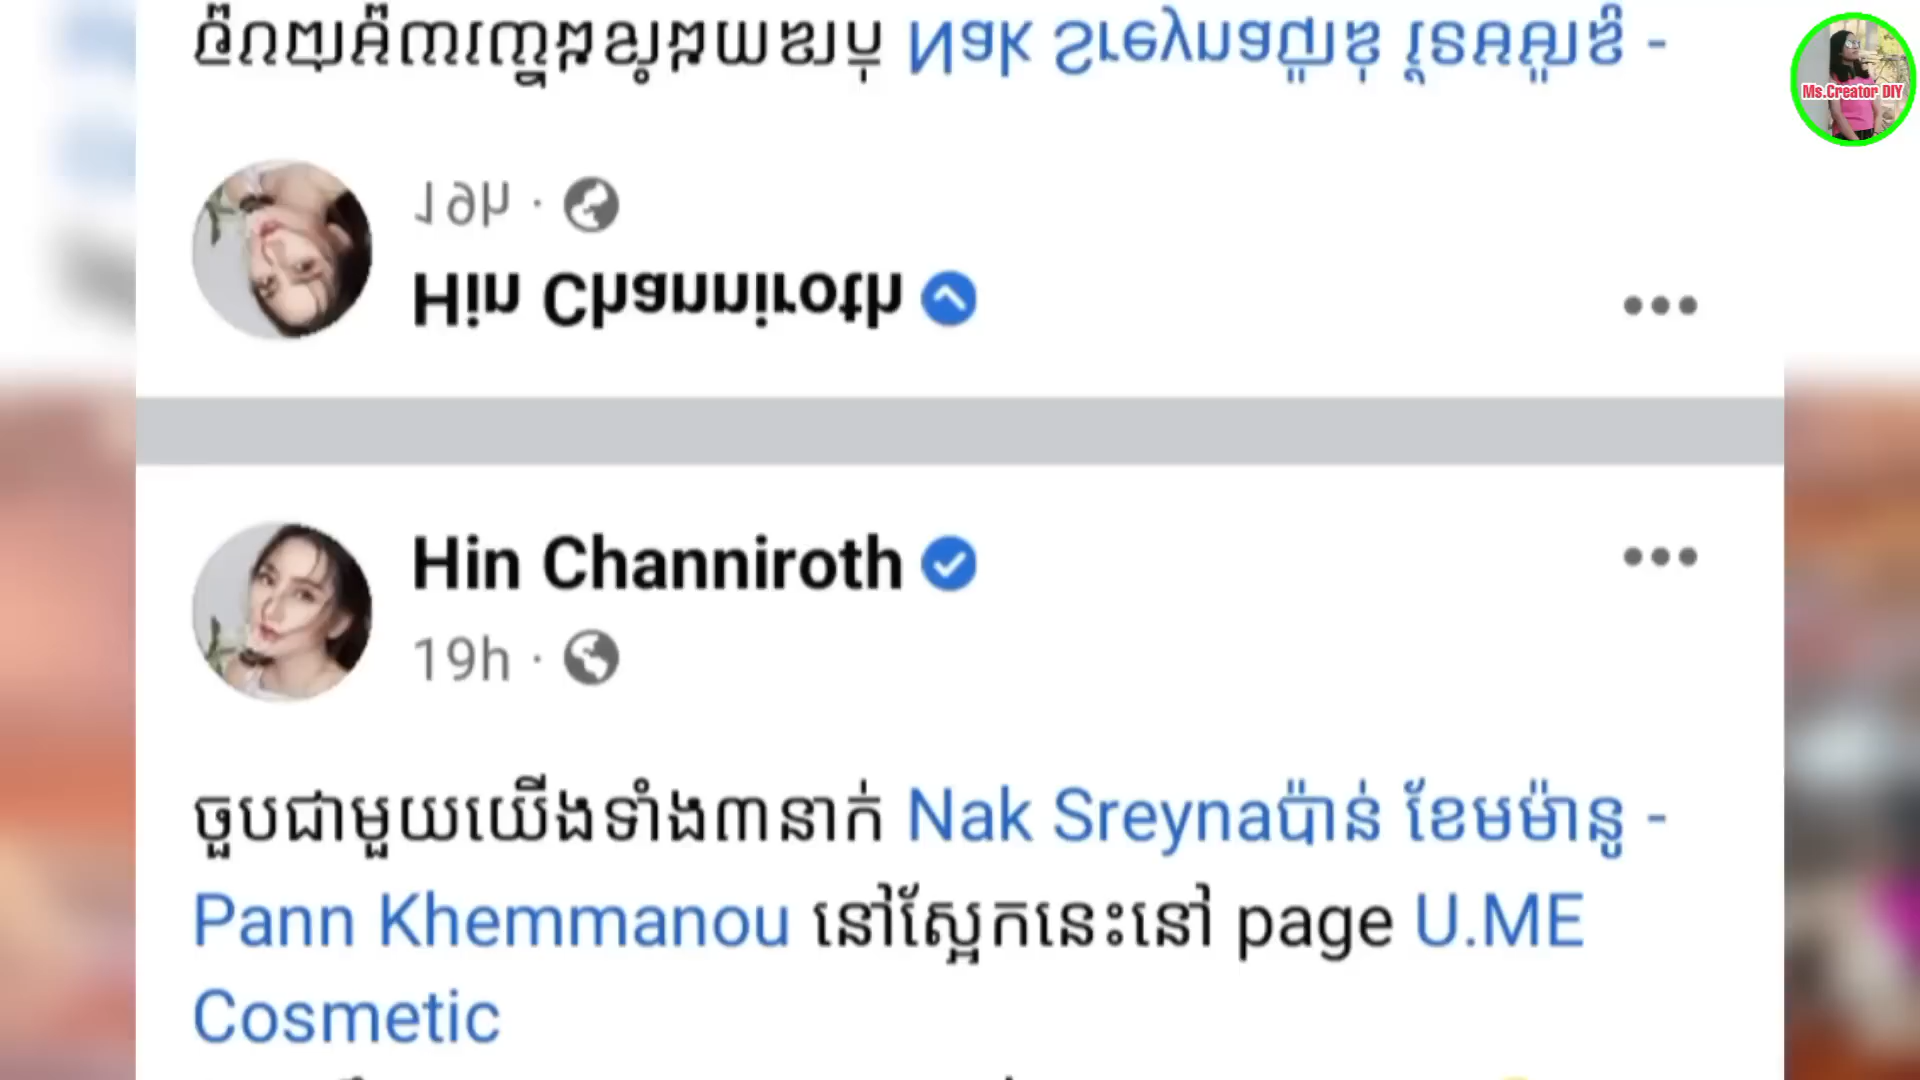 Ms.Creator DIY
Hin Channiroth
19h ·
ចួបជាមួយយើងទាំង៣នាក់ Nak Sreynaប៉ាន់ ខែមម៉ានូ -
Pann Khemmanou នៅស្អែកនេះនៅ page U.ME
Cosmetic